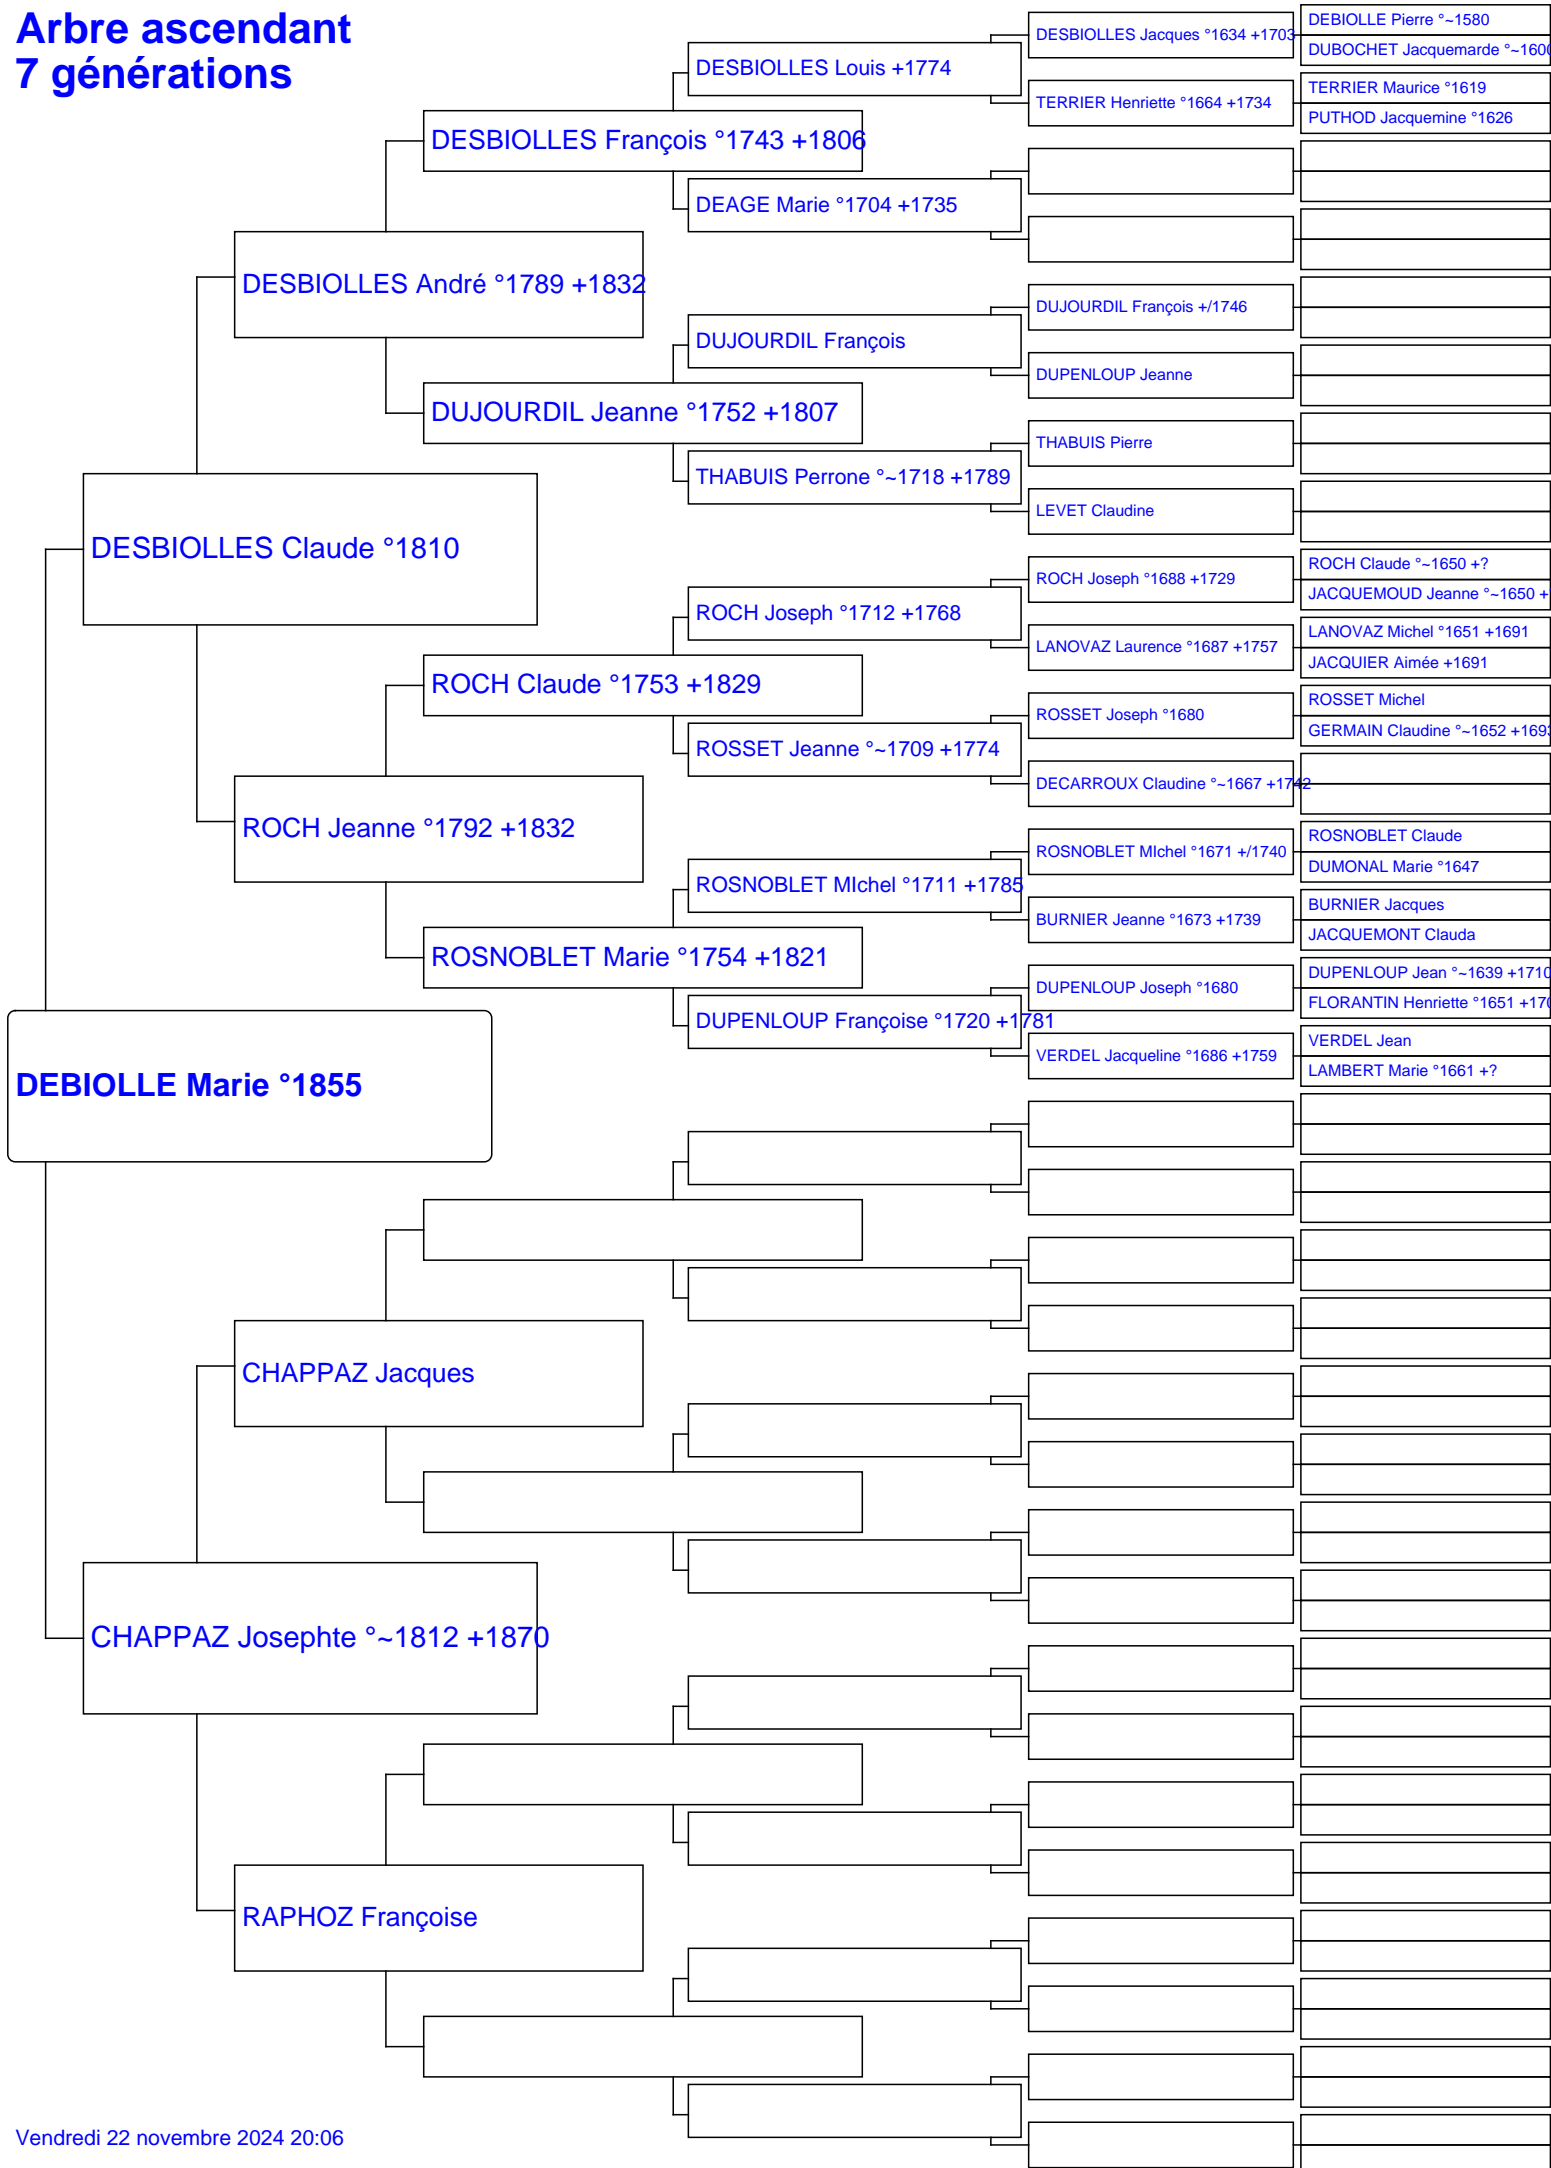 Arbre ascendant
7 générations
DEBIOLLE Marie °1855
DESBIOLLES Claude °1810
CHAPPAZ Josephte °~1812 +1870
DESBIOLLES André °1789 +1832
ROCH Jeanne °1792 +1832
CHAPPAZ Jacques
RAPHOZ Françoise
DESBIOLLES François °1743 +1806
DUJOURDIL Jeanne °1752 +1807
ROCH Claude °1753 +1829
ROSNOBLET Marie °1754 +1821
DESBIOLLES Louis +1774
DEAGE Marie °1704 +1735
DUJOURDIL François
THABUIS Perrone °~1718 +1789
ROCH Joseph °1712 +1768
ROSSET Jeanne °~1709 +1774
ROSNOBLET MIchel °1711 +1785
DUPENLOUP Françoise °1720 +1781
DESBIOLLES Jacques °1634 +1703
TERRIER Henriette °1664 +1734
DUJOURDIL François +/1746
DUPENLOUP Jeanne
THABUIS Pierre
LEVET Claudine
ROCH Joseph °1688 +1729
LANOVAZ Laurence °1687 +1757
ROSSET Joseph °1680
DECARROUX Claudine °~1667 +1742
ROSNOBLET MIchel °1671 +/1740
BURNIER Jeanne °1673 +1739
DUPENLOUP Joseph °1680
VERDEL Jacqueline °1686 +1759
DEBIOLLE Pierre °~1580
DUBOCHET Jacquemarde °~1600
TERRIER Maurice °1619
PUTHOD Jacquemine °1626
ROCH Claude °~1650 +?
JACQUEMOUD Jeanne °~1650 +
LANOVAZ Michel °1651 +1691
JACQUIER Aimée +1691
ROSSET Michel
GERMAIN Claudine °~1652 +1693
ROSNOBLET Claude
DUMONAL Marie °1647
BURNIER Jacques
JACQUEMONT Clauda
DUPENLOUP Jean °~1639 +1710
FLORANTIN Henriette °1651
VERDEL Jean
LAMBERT Marie °1661 +?
Vendredi 22 novembre 2024 20:06